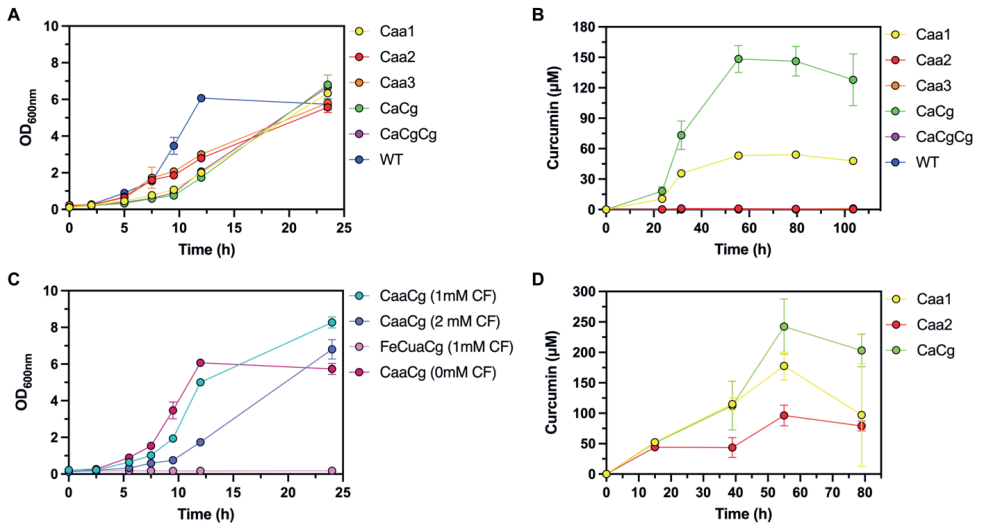 A
OD600nm
10
8
6
4
2
0
0 5 10 15 20 25
Time (h)
Caa1
Caa2
Caa3
CaCg
CaCgCg
WT
B
Curcumin (µM)
180
150
120
90
60
30
0
0 20 40 60 80 100
Time (h)
Caa1
Caa2
Caa3
CaCg
CaCgCg
WT
C
OD600nm
10
8
6
4
2
0
0 5 10 15 20 25
Time (h)
CaaCg (1mM CF)
CaaCg (2 mM CF)
FeCuaCg (1mM CF)
CaaCg (0mM CF)
D
Curcumin (µM)
300
250
200
150
100
50
0
0 10 20 30 40 50 60 70 80
Time (h)
Caa1
Caa2
CaCg